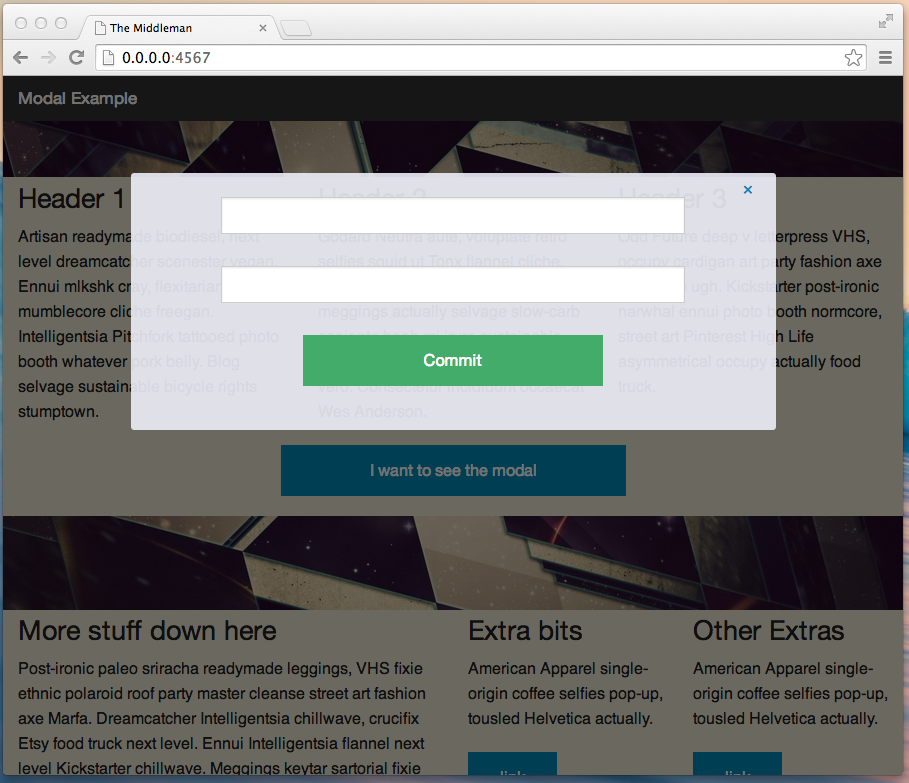 The Middleman
0.0.0.0:4567
Modal Example
×
Header 1
Artisan readymade biodiesel, next
level dreamcatcher scenester vegan.
Ennui mlkshk cray, flexitarian
mumblecore cliche freegan.
Intelligentsia Pitchfork tattooed photo
booth whatever pork belly. Blog
selvage sustainable bicycle rights
stumptown.
Header 2
Godard Neutra aute, voluptate retro
selfies squid ut Tonx flannel cliche
meggings actually selvage slow-carb
Wes Anderson.
Header 3
Odd Future deep v letterpress VHS,
occupy cardigan art party fashion axe
ugh. Kickstarter post-ironic
narwhal ennui photo booth normcore,
street art Pinterest High Life
asymmetrical occupy actually food
truck.
Commit
I want to see the modal
More stuff down here
Post-ironic paleo sriracha readymade leggings, VHS fixie
ethnic polaroid roof party master cleanse street art fashion
axe Marfa. Dreamcatcher Intelligentsia chillwave, crucifix
Etsy food truck next level. Ennui Intelligentsia flannel next
level Kickstarter chillwave. Meggings keytar sartorial fixie
Extra bits
American Apparel single-
origin coffee selfies pop-up,
tousled Helvetica actually.
link
Other Extras
American Apparel single-
origin coffee selfies pop-up,
tousled Helvetica actually.
link